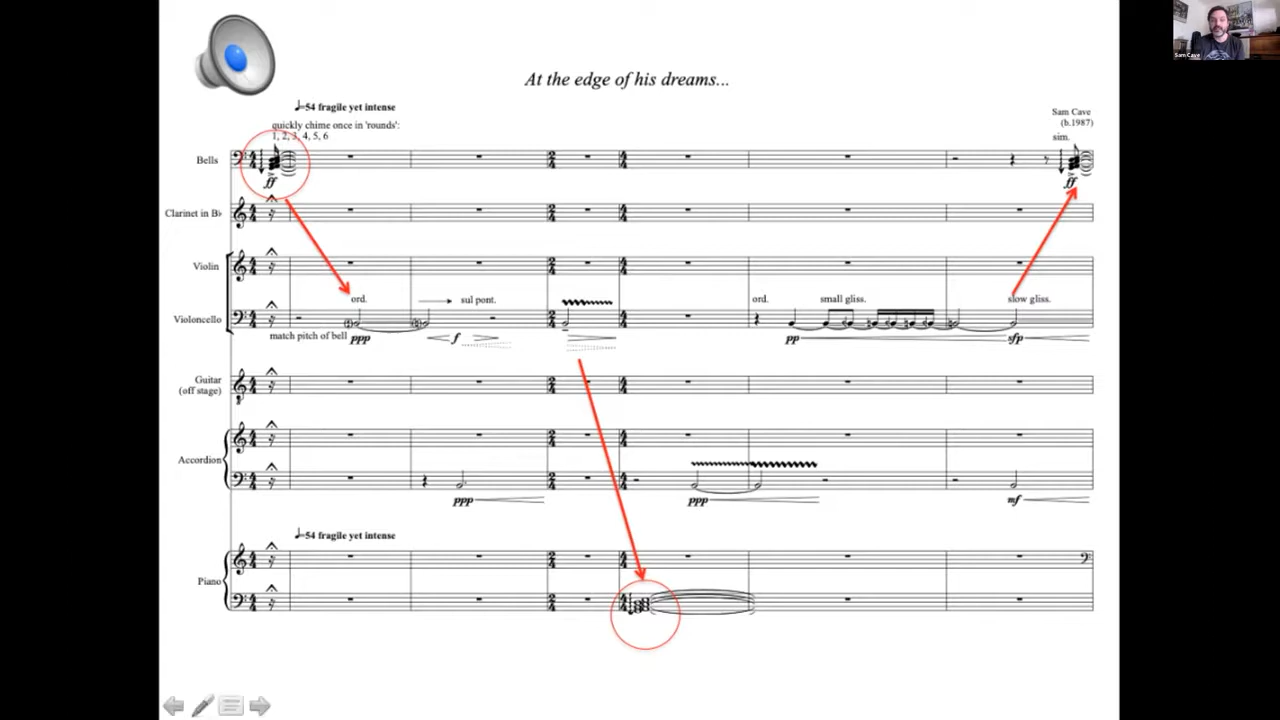 At the edge of his dreams...
♩=54 fragile yet intense
Sam Cave
(b.1987)
quickly chime once in 'rounds':
1, 2, 3, 4, 5, 6
sim.
Bells
ff
ff
Clarinet in B♭
Violin
ord.
sul pont.
ord.
small gliss.
slow gliss.
Violoncello
match pitch of bell
ppp
f
pp
sfp
Guitar
(off stage)
Accordion
ppp
ppp
mf
♩=54 fragile yet intense
Piano
Sam Cave